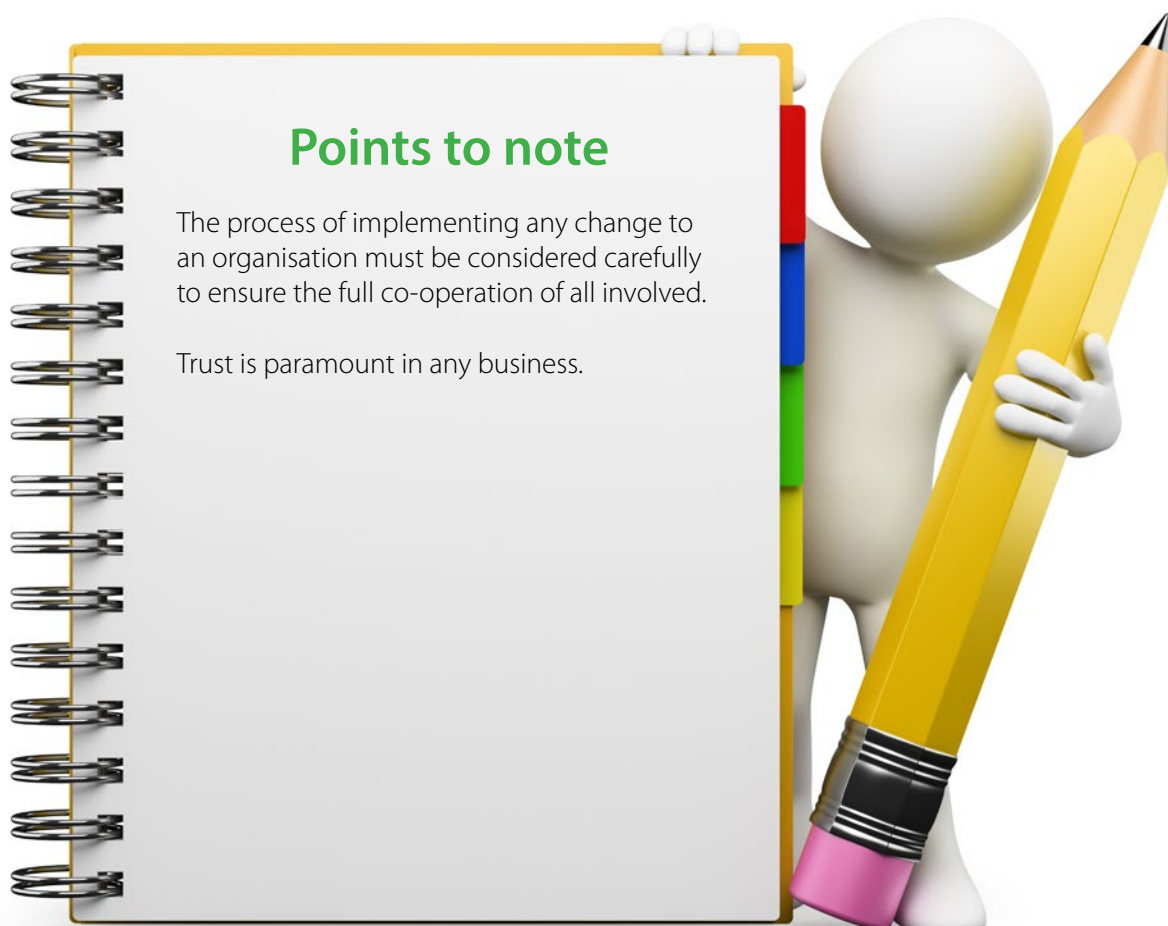 Points to note
The process of implementing any change to
an organisation must be considered carefully
to ensure the full co-operation of all involved.
Trust is paramount in any business.